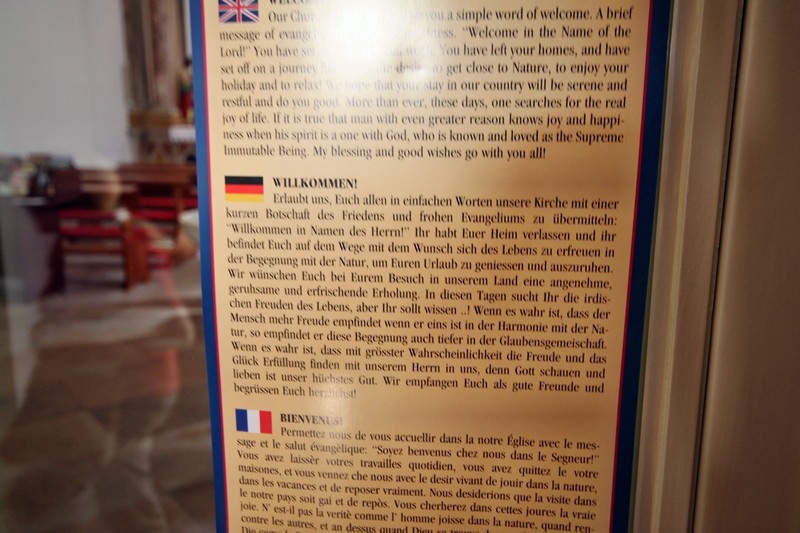 Our you a simple word of welcome. A brief
message of "Welcome in the Name of the
Lord!" You have You have left your homes, and have
set off on a journey to get close to Nature, to enjoy your
holiday and to relax! We hope that your stay in our country will be serene and
restful and do you good. More than ever, these days, one searches for the real
joy of life. If it is true that man with even greater reason knows joy and happi-
ness when his spirit is a one with God, who is known and loved as the Supreme
Immutable Being. My blessing and good wishes go with you all!
WILLKOMMEN!
Erlaubt uns, Euch allen in einfachen Worten unsere Kirche mit einer
kurzen Botschaft des Friedens und frohen Evangeliums zu übermitteln:
"Willkommen in Namen des Herrn!" Ihr habt Euer Heim verlassen und ihr
befindet Euch auf dem Wege mit dem Wunsch sich des Lebens zu erfreuen in
der Begegnung mit der Natur, um Euren Urlaub zu geniessen und auszuruhen.
Wir wünschen Euch bei Eurem Besuch in unserem Land eine angenehme,
geruhsame und erfrischende Erholung. In diesen Tagen sucht Ihr die irdis-
chen Freuden des Lebens, aber Ihr sollt wissen ..! Wenn es wahr ist, dass der
Mensch mehr Freude empfindet wenn er eins ist in der Harmonie mit der Na-
tur, so empfindet er diese Begegnung auch tiefer in der Glaubensgemeischaft.
Wenn es wahr ist, dass mit grösster Wahrscheinlichkeit die Freude und das
Glück Erfüllung finden mit unserem Herrn in uns, denn Gott schauen und
lieben ist unser höchstes Gut. Wir empfangen Euch als gute Freunde und
begrüssen Euch herzlichst!
BIENVENUS!
Permettez nous de vous accuellir dans la notre Église avec le mes-
sage et le salut évangèlique: "Soyez benvenus chez nous dans le Segneur!"
Vous avez laissèr vôtres travailles quotidien, vous avez quittez le votre
maisones, et vous vennez che nous avec le desir vivant de jouir dans la nature,
dans les vacances et de reposer vraiment. Nous desiderions que la visite dans
le notre pays soit gai et de repòs. Vous cherherez dans cettes joures la vraie
joie. N' est-il pas la veritè comme l' homme joisse dans la nature, quand ren-
contre les autres, et an dessus quand Dieu se